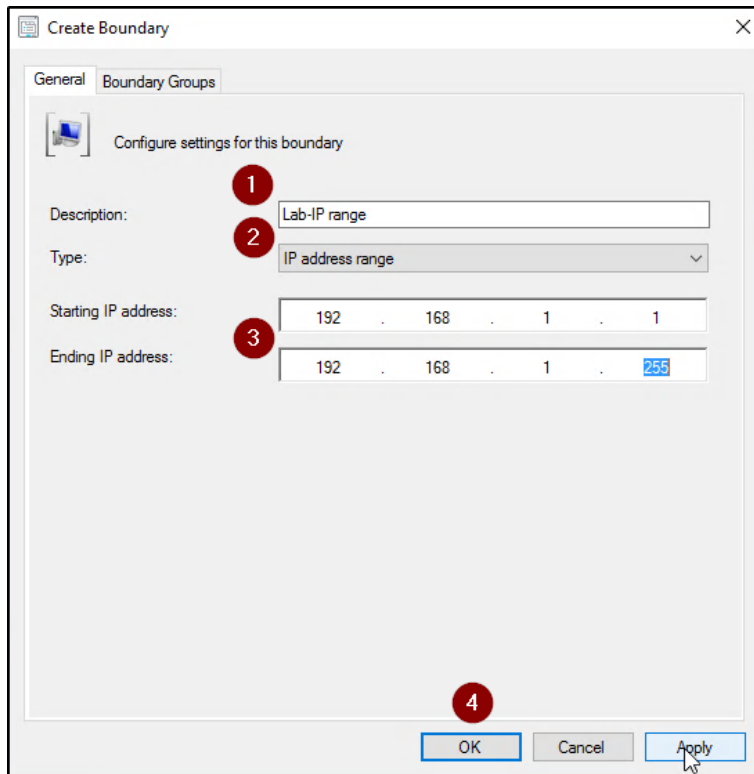 Create Boundary
General Boundary Groups
Configure settings for this boundary
1
Description: Lab-IP range
2
Type: IP address range
Starting IP address: 192 . 168 . 1 . 1
3
Ending IP address: 192 . 168 . 1 . 255
4
OK Cancel Apply